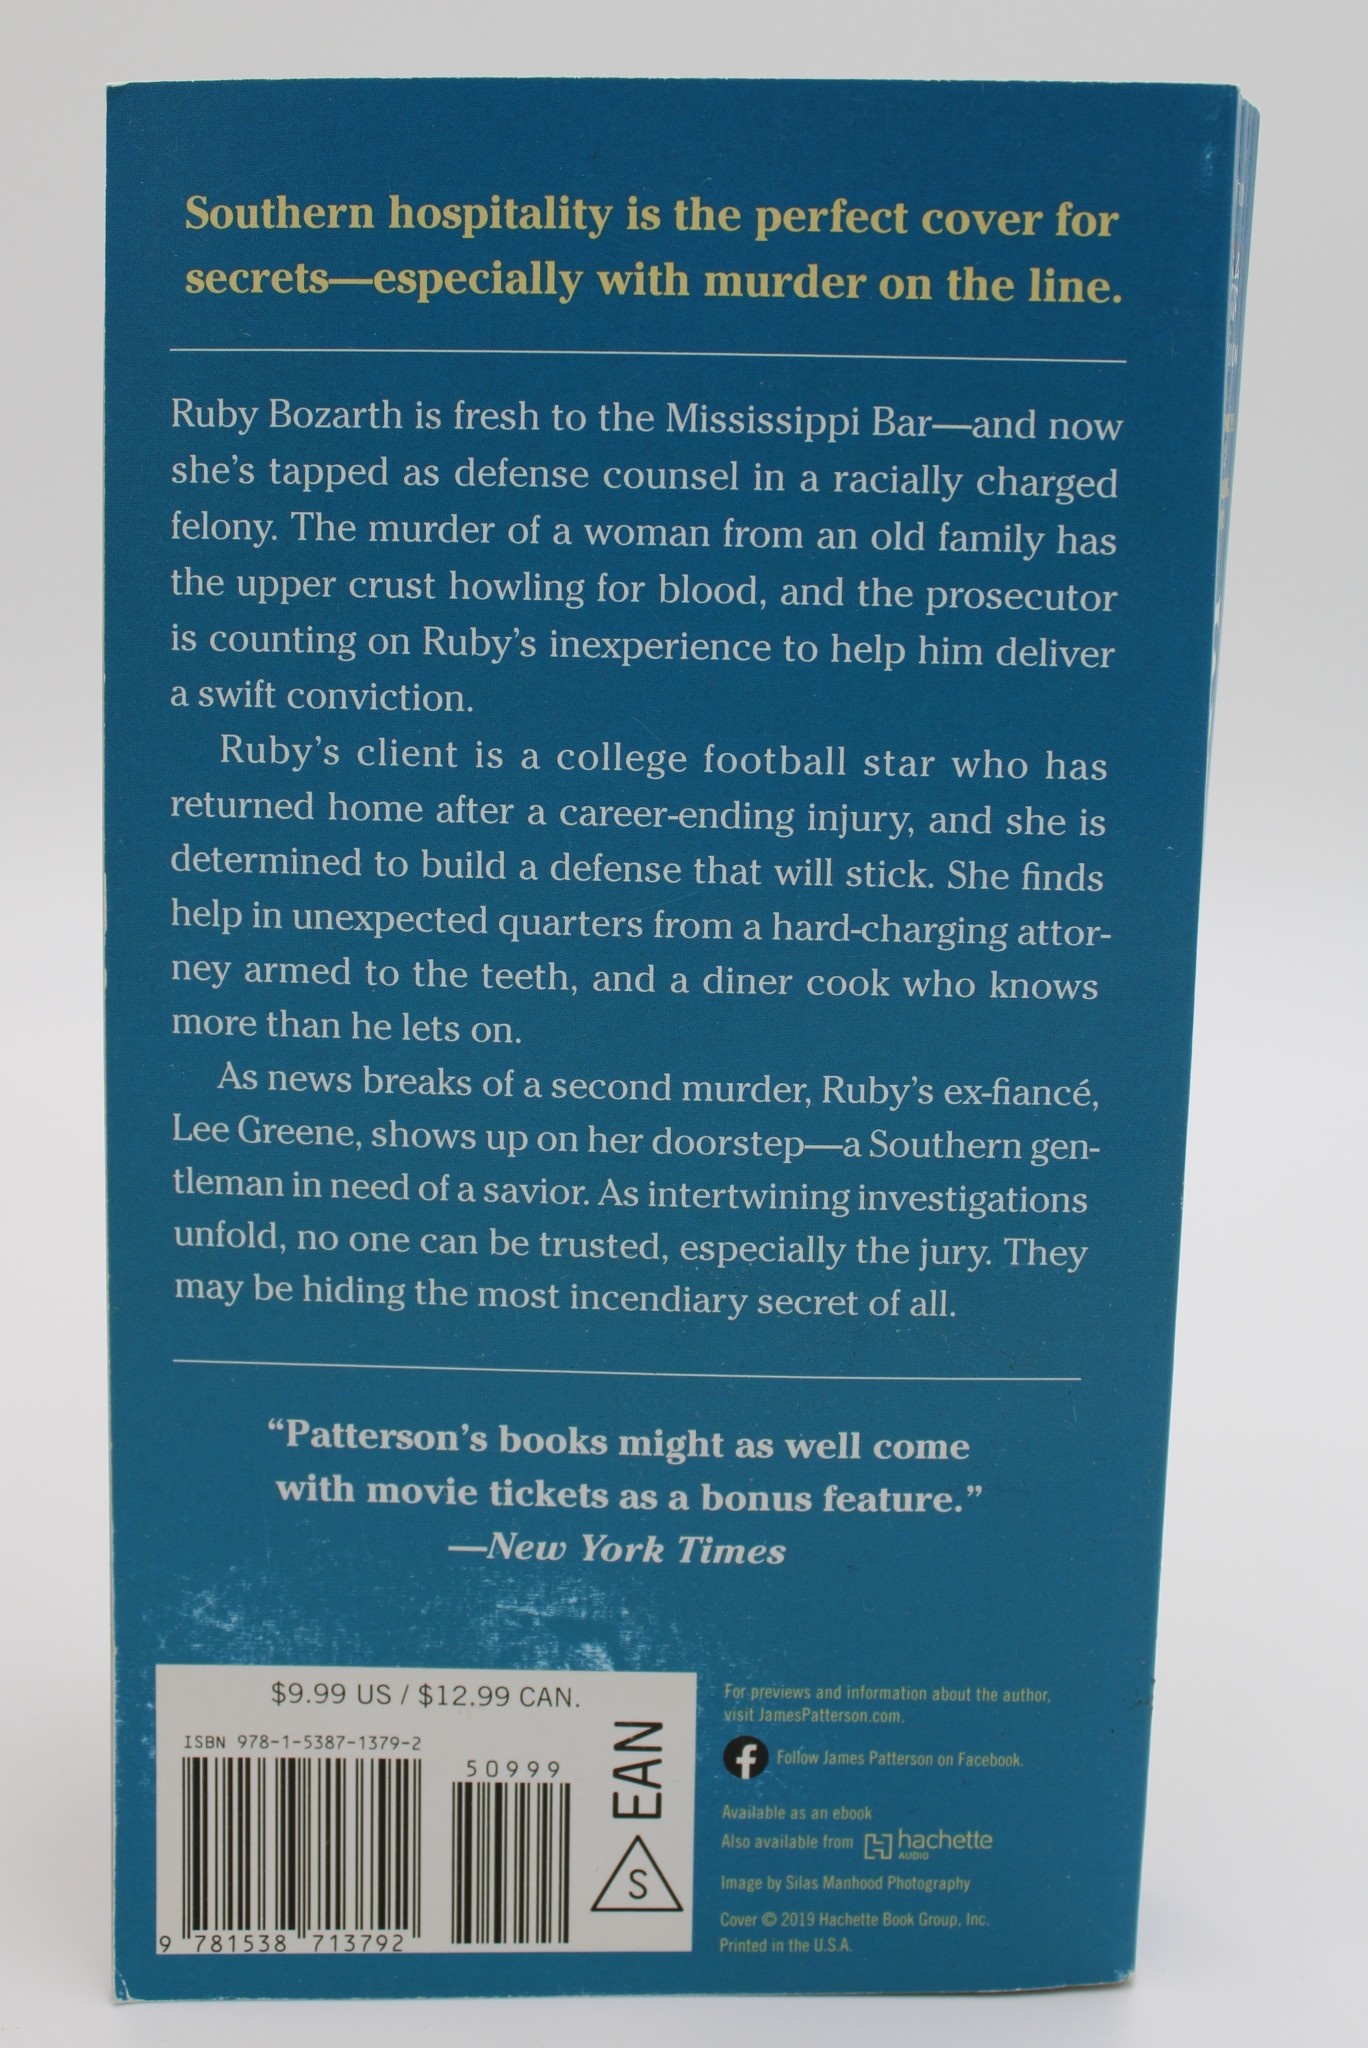 Southern hospitality is the perfect cover for
secrets—especially with murder on the line.
Ruby Bozarth is fresh to the Mississippi Bar—and now
she's tapped as defense counsel in a racially charged
felony. The murder of a woman from an old family has
the upper crust howling for blood, and the prosecutor
is counting on Ruby's inexperience to help him deliver
a swift conviction.
Ruby's client is a college football star who has
returned home after a career-ending injury, and she is
determined to build a defense that will stick. She finds
help in unexpected quarters from a hard-charging attor-
ney armed to the teeth, and a diner cook who knows
more than he lets on.
As news breaks of a second murder, Ruby's ex-fiancé,
Lee Greene, shows up on her doorstep—a Southern gen-
tleman in need of a savior. As intertwining investigations
unfold, no one can be trusted, especially the jury. They
may be hiding the most incendiary secret of all.
“Patterson's books might as well come
with movie tickets as a bonus feature.”
—New York Times
$9.99 US / $12.99 CAN.
ISBN 978-1-5387-1379-2
50999
EAN
S
9 781538 713792
For previews and information about the author,
visit JamesPatterson.com.
f Follow James Patterson on Facebook.
Available as an ebook
Also available from hachette
AUDIO
Image by Silas Manhood Photography
Cover © 2019 Hachette Book Group, Inc.
Printed in the U.S.A.